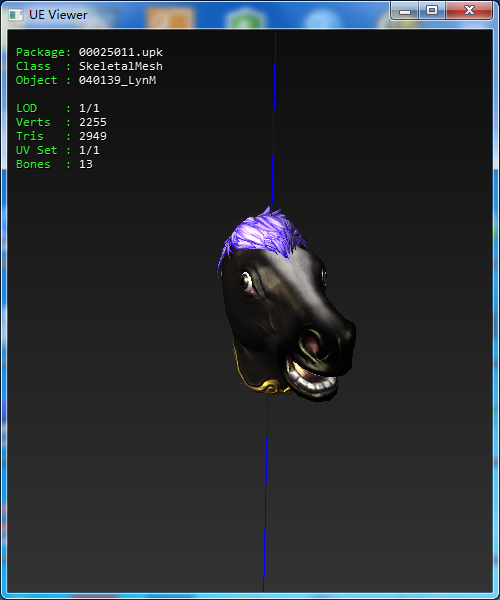 UE Viewer
Package: 00025011.upk
Class : SkeletalMesh
Object : 040139_LynM
LOD : 1/1
Verts : 2255
Tris : 2949
UV Set : 1/1
Bones : 13